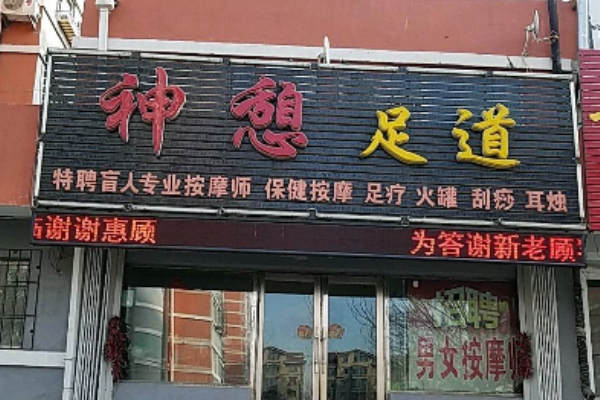 神憩足道
特聘盲人专业按摩师 保健按摩 足疗 火罐 刮痧 耳烛
谢谢惠顾 为答谢新老顾
招聘
男女按摩师